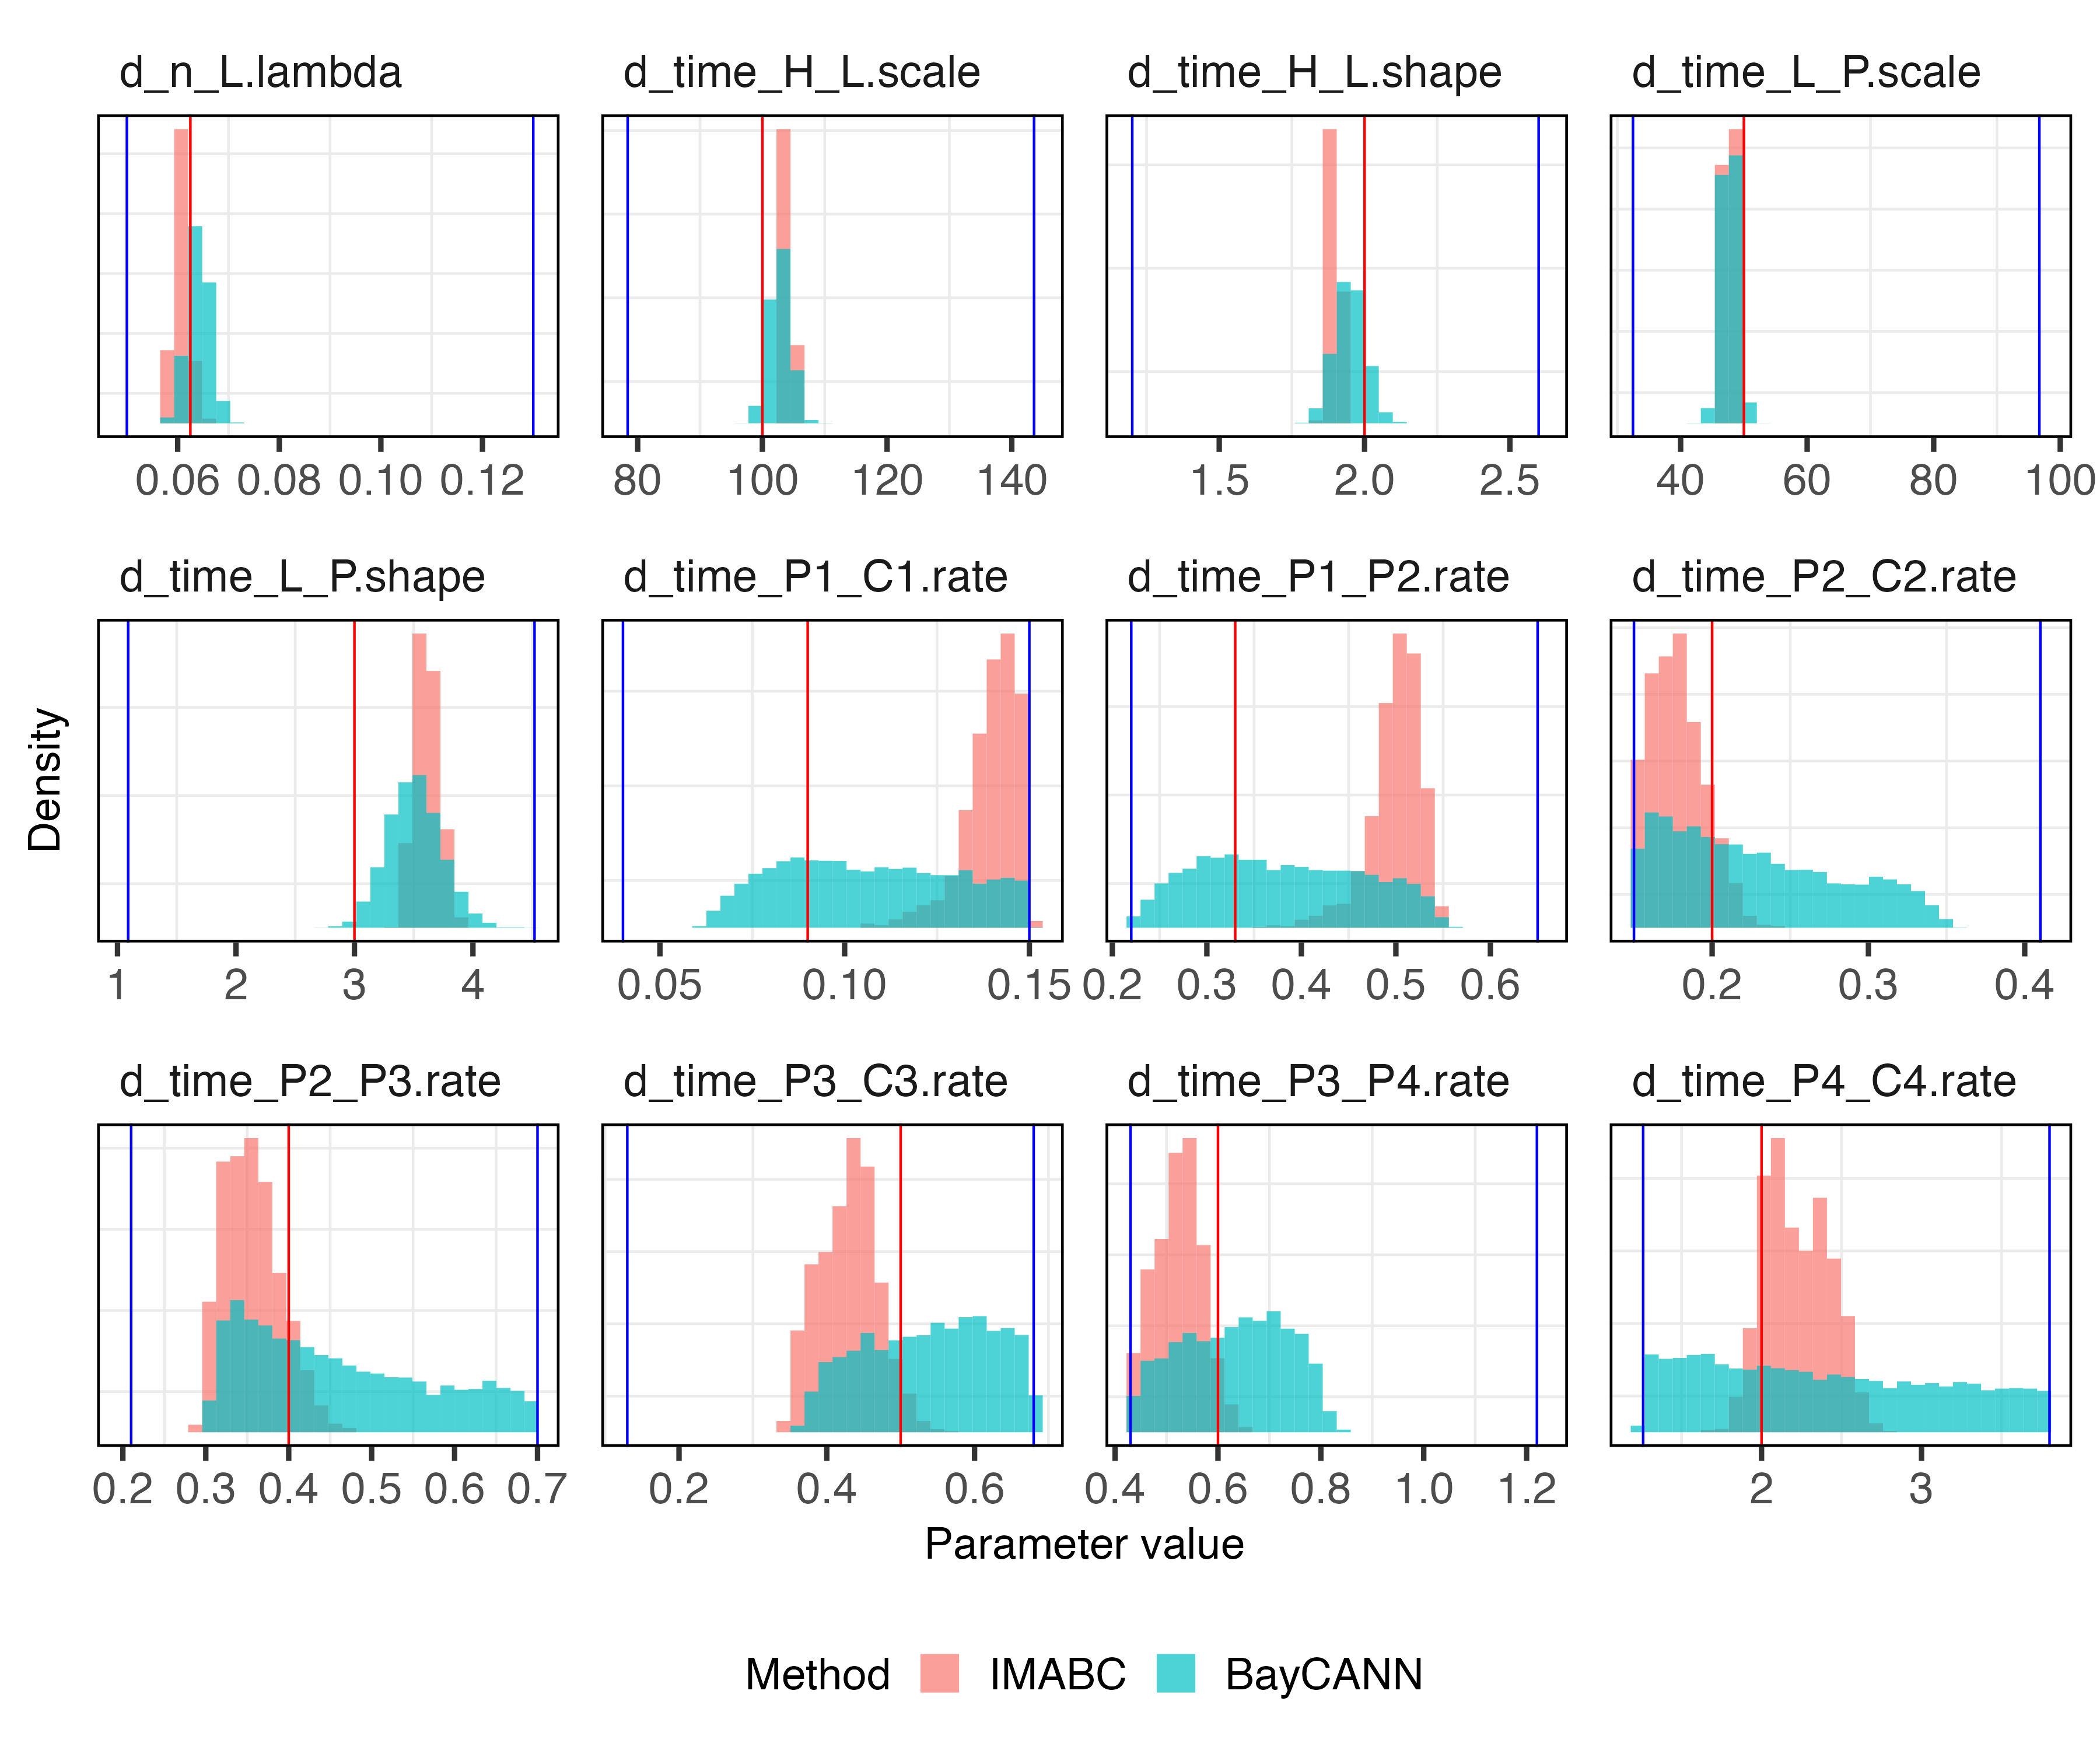 d_n_L.lambda d_time_H_L.scale d_time_H_L.shape d_time_L_P.scale
0.06 0.08 0.10 0.12 80 100 120 140 1.5 2.0 2.5 40 60 80 100
d_time_L_P.shape d_time_P1_C1.rate d_time_P1_P2.rate d_time_P2_C2.rate
Density
1 2 3 4 0.05 0.10 0.15 0.2 0.3 0.4 0.5 0.6 0.2 0.3 0.4
d_time_P2_P3.rate d_time_P3_C3.rate d_time_P3_P4.rate d_time_P4_C4.rate
0.2 0.3 0.4 0.5 0.6 0.7 0.2 0.4 0.6 0.4 0.6 0.8 1.0 1.2 2 3
Parameter value
Method IMABC BayCANN